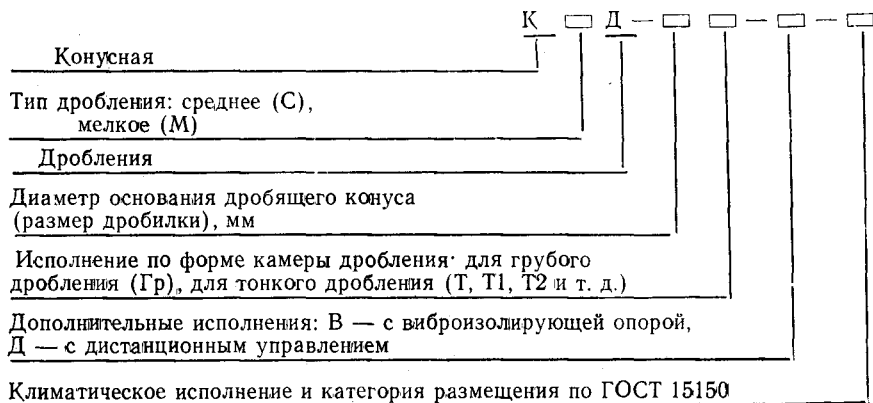 К □ Д — □ □ — □ — □
Конусная
Тип дробления: среднее (С),
мелкое (М)
Дробления
Диаметр основания дробящего конуса
(размер дробилки), мм
Исполнение по форме камеры дробления· для грубого
дробления (Гр),, для тонкого дробления (Т, Т1, Т2 и т. д.)
Дополнительные исполнения: В — с виброизолирующей опорой,
Д — с дистанционным управлением
Климатическое исполнение и категория размещения по ГОСТ 15150